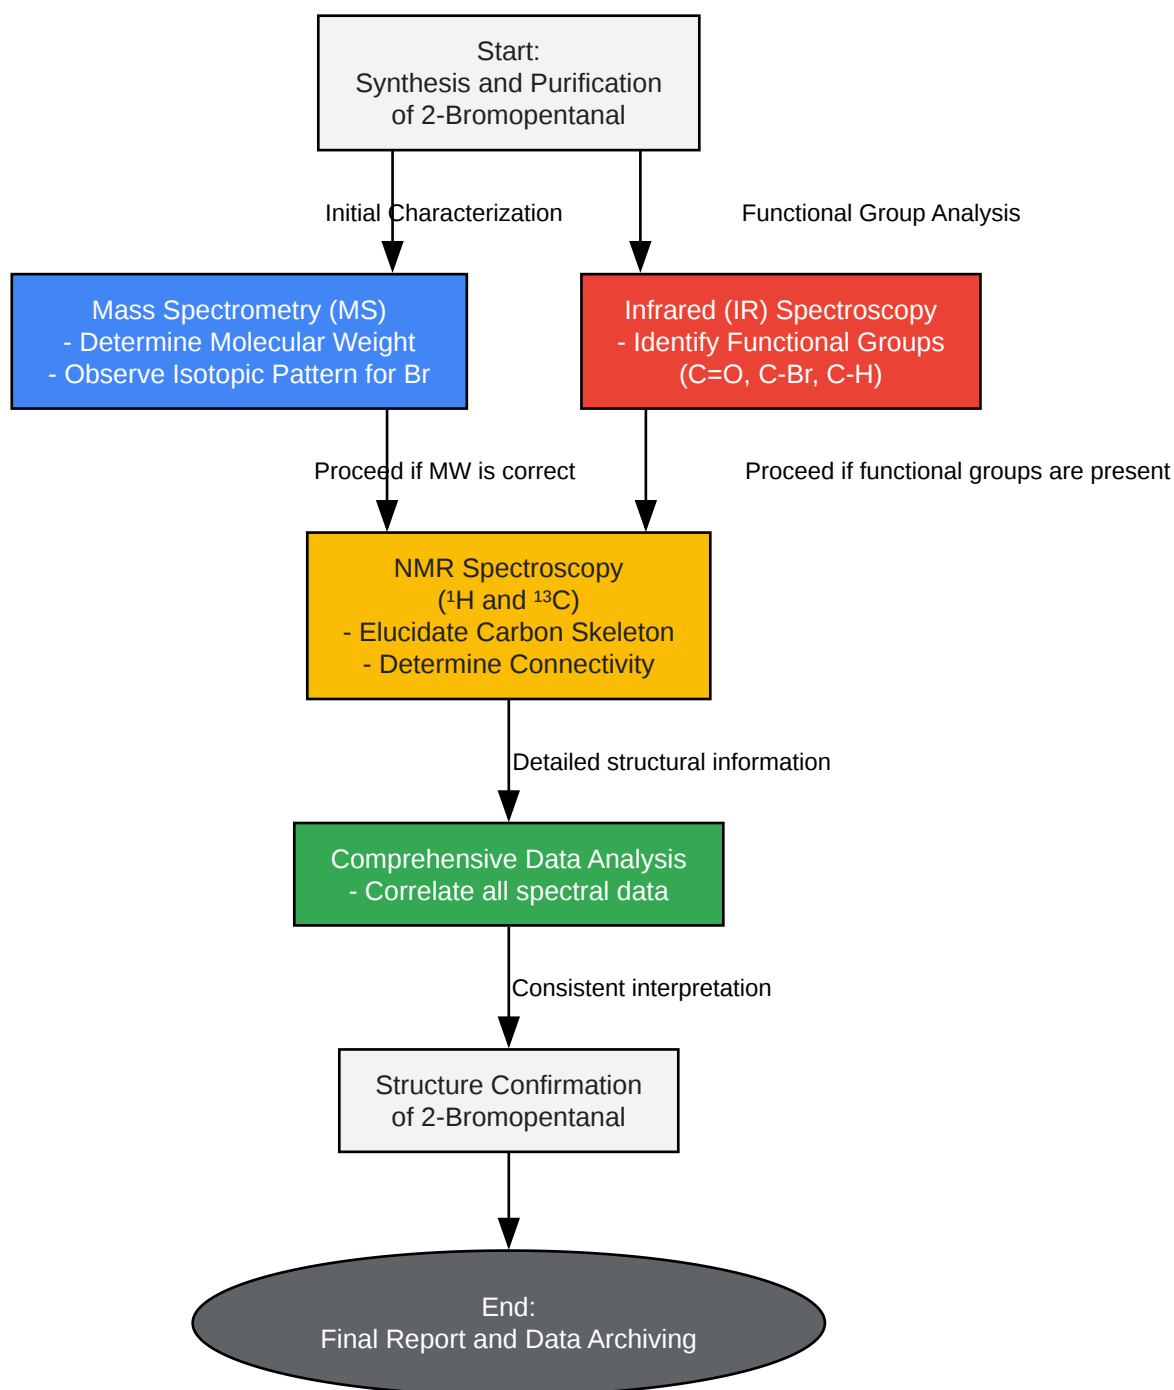 Start:
Synthesis and Purification
of 2-Bromopentanal
Initial Characterization
Functional Group Analysis
Mass Spectrometry (MS)
- Determine Molecular Weight
- Observe Isotopic Pattern for Br
Infrared (IR) Spectroscopy
- Identify Functional Groups
(C=O, C-Br, C-H)
Proceed if MW is correct
Proceed if functional groups are present
NMR Spectroscopy
(¹H and ¹³C)
- Elucidate Carbon Skeleton
- Determine Connectivity
Detailed structural information
Comprehensive Data Analysis
- Correlate all spectral data
Consistent interpretation
Structure Confirmation
of 2-Bromopentanal
End:
Final Report and Data Archiving